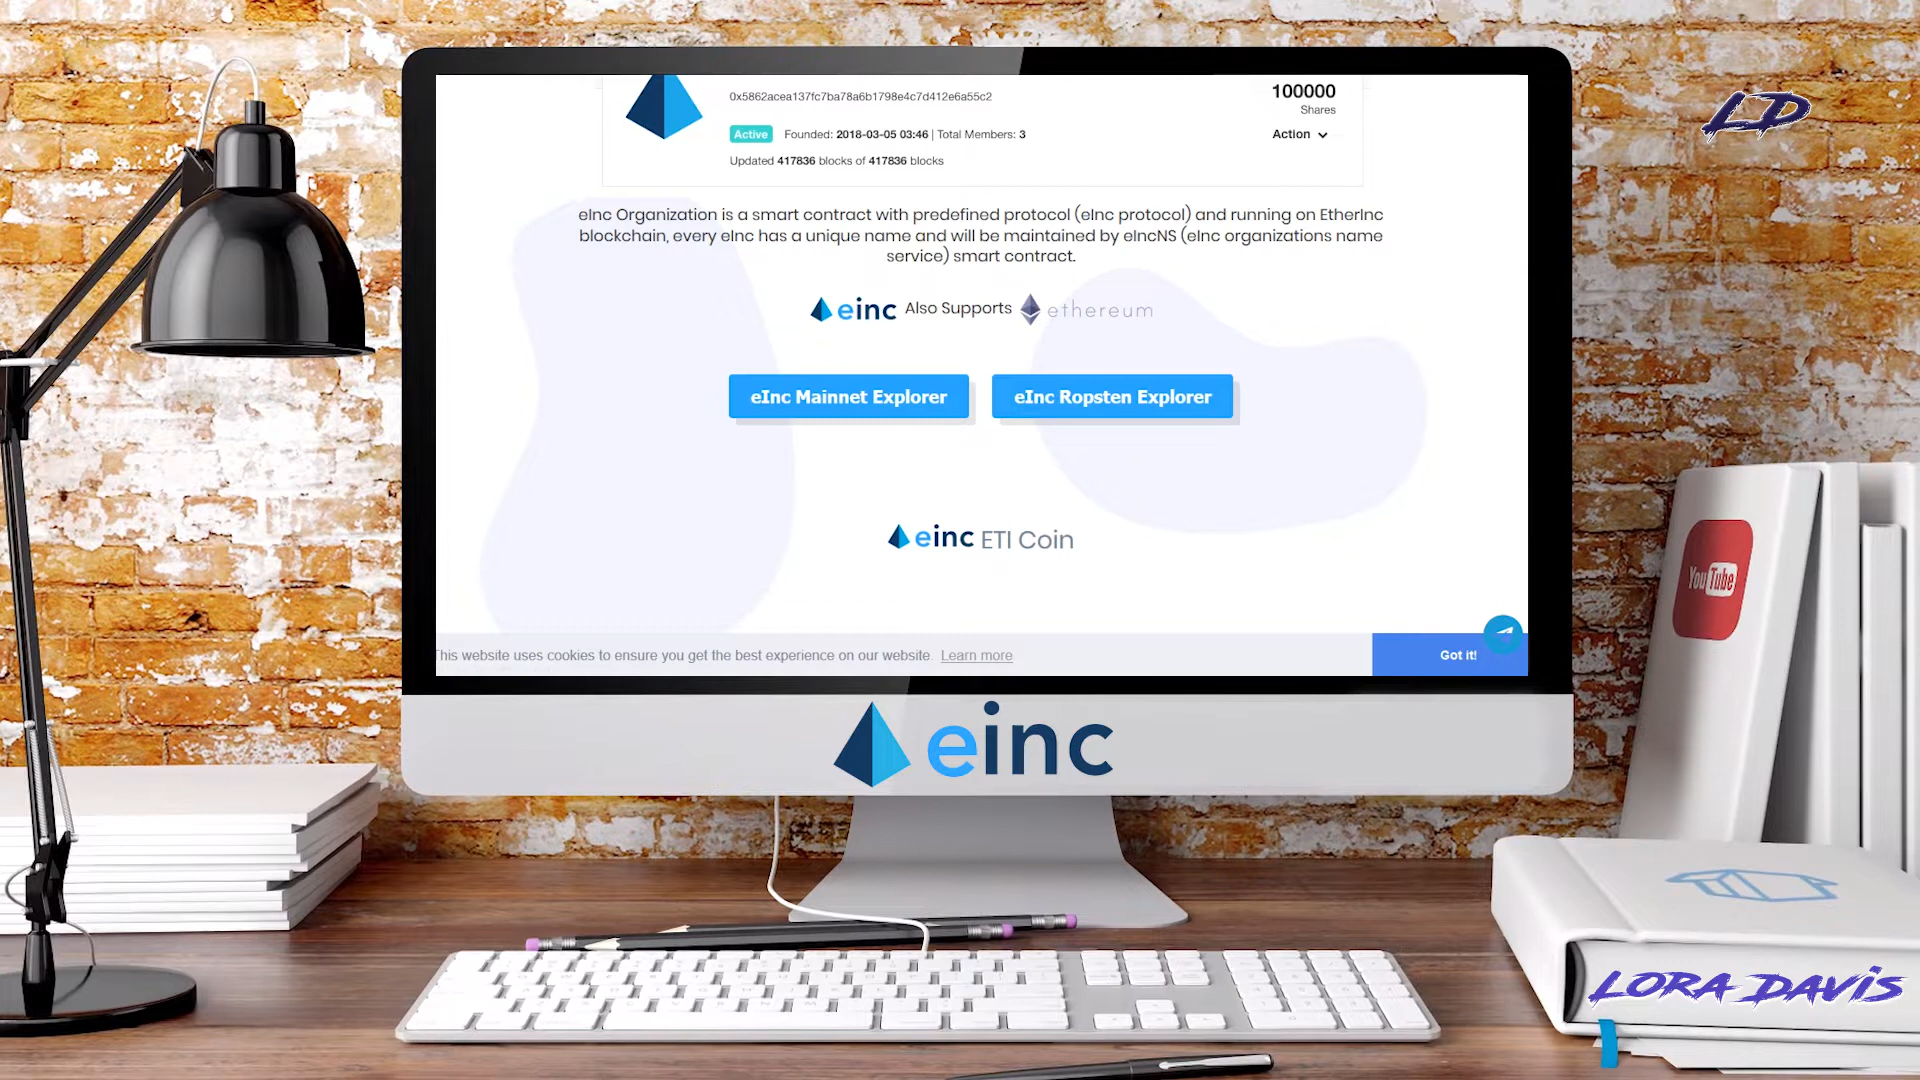 0x5862acea137fc7ba78a6b1798e4c7d412e6a55c2
100000
Shares
Active Founded: 2018-03-05 03:46 | Total Members: 3
Action
Updated 417836 blocks of 417836 blocks
eInc Organization is a smart contract with predefined protocol (eInc protocol) and running on EtherInc
blockchain, every eInc has a unique name and will be maintained by eIncNS (eInc organizations name
service) smart contract.
einc Also Supports ethereum
eInc Mainnet Explorer
eInc Ropsten Explorer
einc ETI Coin
This website uses cookies to ensure you get the best experience on our website. Learn more
Got it!
einc
LD
YouTube
LORA DAVIS